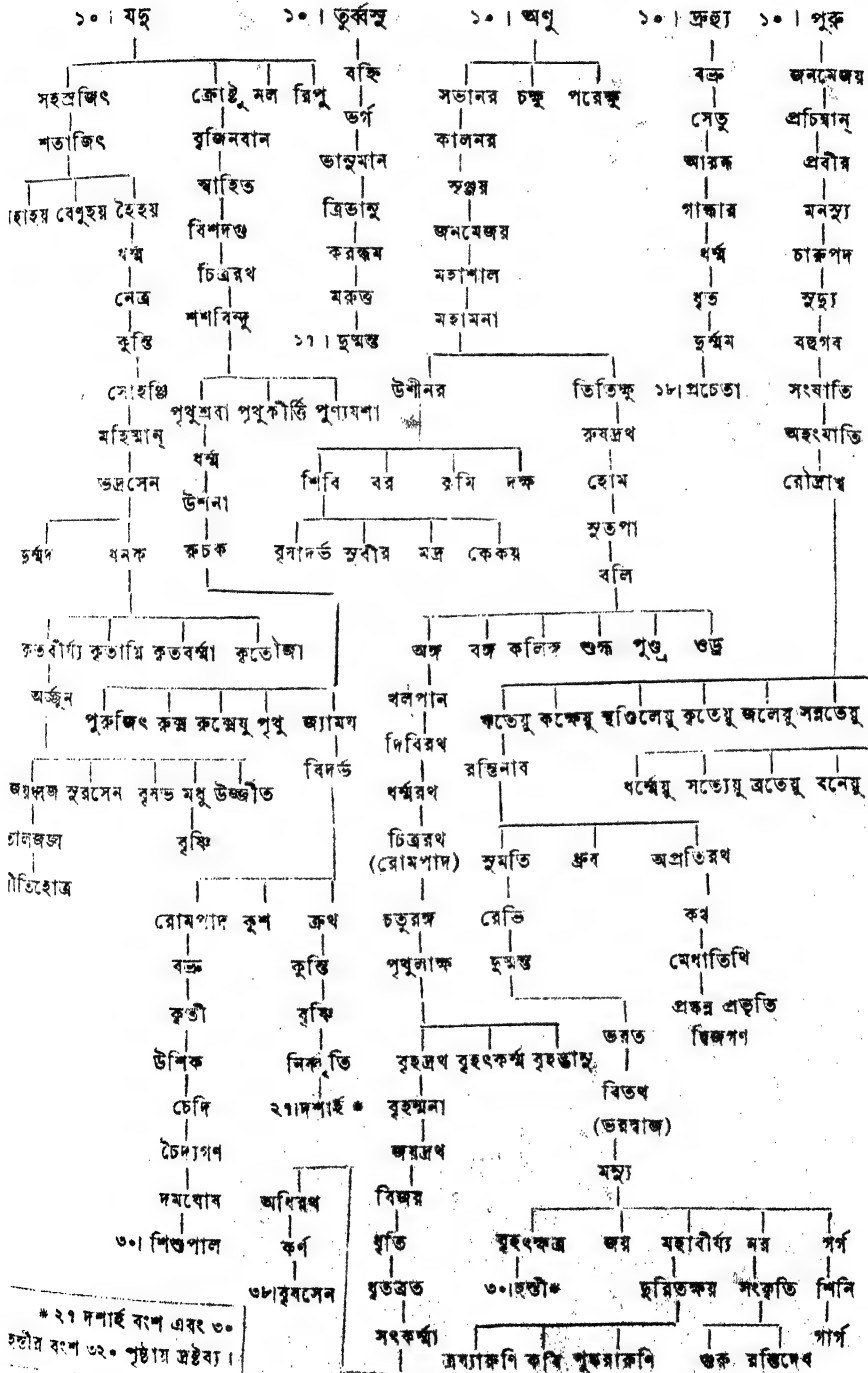 ১০। যদু ১০। তুর্ব্বসু ১০। অণু ১০। দ্রুহ্যু ১০। পুরু
বহ্নি বভ্রু জনমেজয়
সহস্রজিৎ ক্রোষ্টু নল রিপু সভানর চক্ষু পরেক্ষু
ভর্গ সেতু প্রচিন্বান্
শতাজিৎ বৃজিনবান কালনর
ভানুমান আরব্ধ প্রবীর
স্বাহিত সৃঞ্জয়
হাহয় বেণুহয় হৈহয় ত্রিভানু গান্ধার মনস্যু
বিশদগু জনমেজয়
ধর্ম্ম করন্ধম ধর্ম্ম চারুপদ
চিত্ররথ মহাশাল
নেত্র মরুত্ত ধৃত সুদ্যু
শশবিন্দু মহামনা
কুন্তি ১৭। দুষ্মন্ত দুর্ম্মম বহুগব
সোহঞ্জি উশীনর তিতিক্ষু ১৮। প্রচেতা সংযাতি
পৃথুশ্রবা পৃথুকীর্ত্তি পুণ্যযশা
মহিষ্মান্ রুষদ্রথ অহংযাতি
ধর্ম্ম
ভদ্রসেন শিবি বর কৃমি দক্ষ হোম রৌদ্রাশ্ব
উশনা
সুতপা
দুর্ম্মদ ধনক রুচক বৃষাদর্ভ সুবীর মদ্র কেকয়
বলি
কৃতবীর্য্য কৃতাগ্নি কৃতবর্ম্মা কৃতৌজা অঙ্গ বঙ্গ কলিঙ্গ শুহ্ম পুণ্ড্র ওড্র
অর্জ্জুন খলপান
পুরুজিৎ রুক্ম রুক্মেষু পৃথু জ্যামঘ ঋতেয়ু কক্ষেয়ু স্থণ্ডিলেয়ু কৃতেয়ু জলেয়ু সন্নতেয়ু
দিবিরথ
বিদর্ভ রন্তিনাব
জয়ধ্বজ সুরসেন বৃষভ মধু উর্জ্জীত ধর্ম্মেয়ু সত্যেয়ু ব্রতেয়ু বনেয়ু
ধর্ম্মরথ
তালজঙ্ঘ বৃষ্ণি চিত্ররথ
(রোমপাদ) সুমতি ধ্রুব অপ্রতিরথ
ীতিহোত্র
রোমপাদ কুশ ক্রথ চতুরঙ্গ রেভি কণ্ব
বভ্রু কুন্তি পৃথুলাক্ষ দুষ্মন্ত মেধাতিথি
কৃতী বৃষ্ণি প্রস্কন্ন প্রভৃতি
ভরত দ্বিজগণ
উশিক নির্বৃতি বৃহদ্রথ বৃহৎকর্ম্ম বৃহদ্ভানু
বিতথ
চেদি ২৭।দশার্হ * বৃহন্মনা (ভরদ্বাজ)
চৈদ্যগণ জয়দ্রথ
মন্যু
দমঘোষ অধিরথ বিজয়
৩০। শিশুপাল কর্ণ ধৃতি বৃহৎক্ষত্র জয় মহাবীর্য্য নর গর্গ
৩৮।বৃষসেন ধৃতব্রত ৩০।হস্তী* দুরিতক্ষয় সংকৃতি শিনি
* ২৭ দশার্হ বংশ এবং ৩০ সৎকর্ম্মা গার্গ
হস্তীর বংশ ৩২০ পৃষ্ঠায় দ্রষ্টব্য। ত্রয্যারুণি কবি পুষ্করারুণি গুরু রন্তিদেব